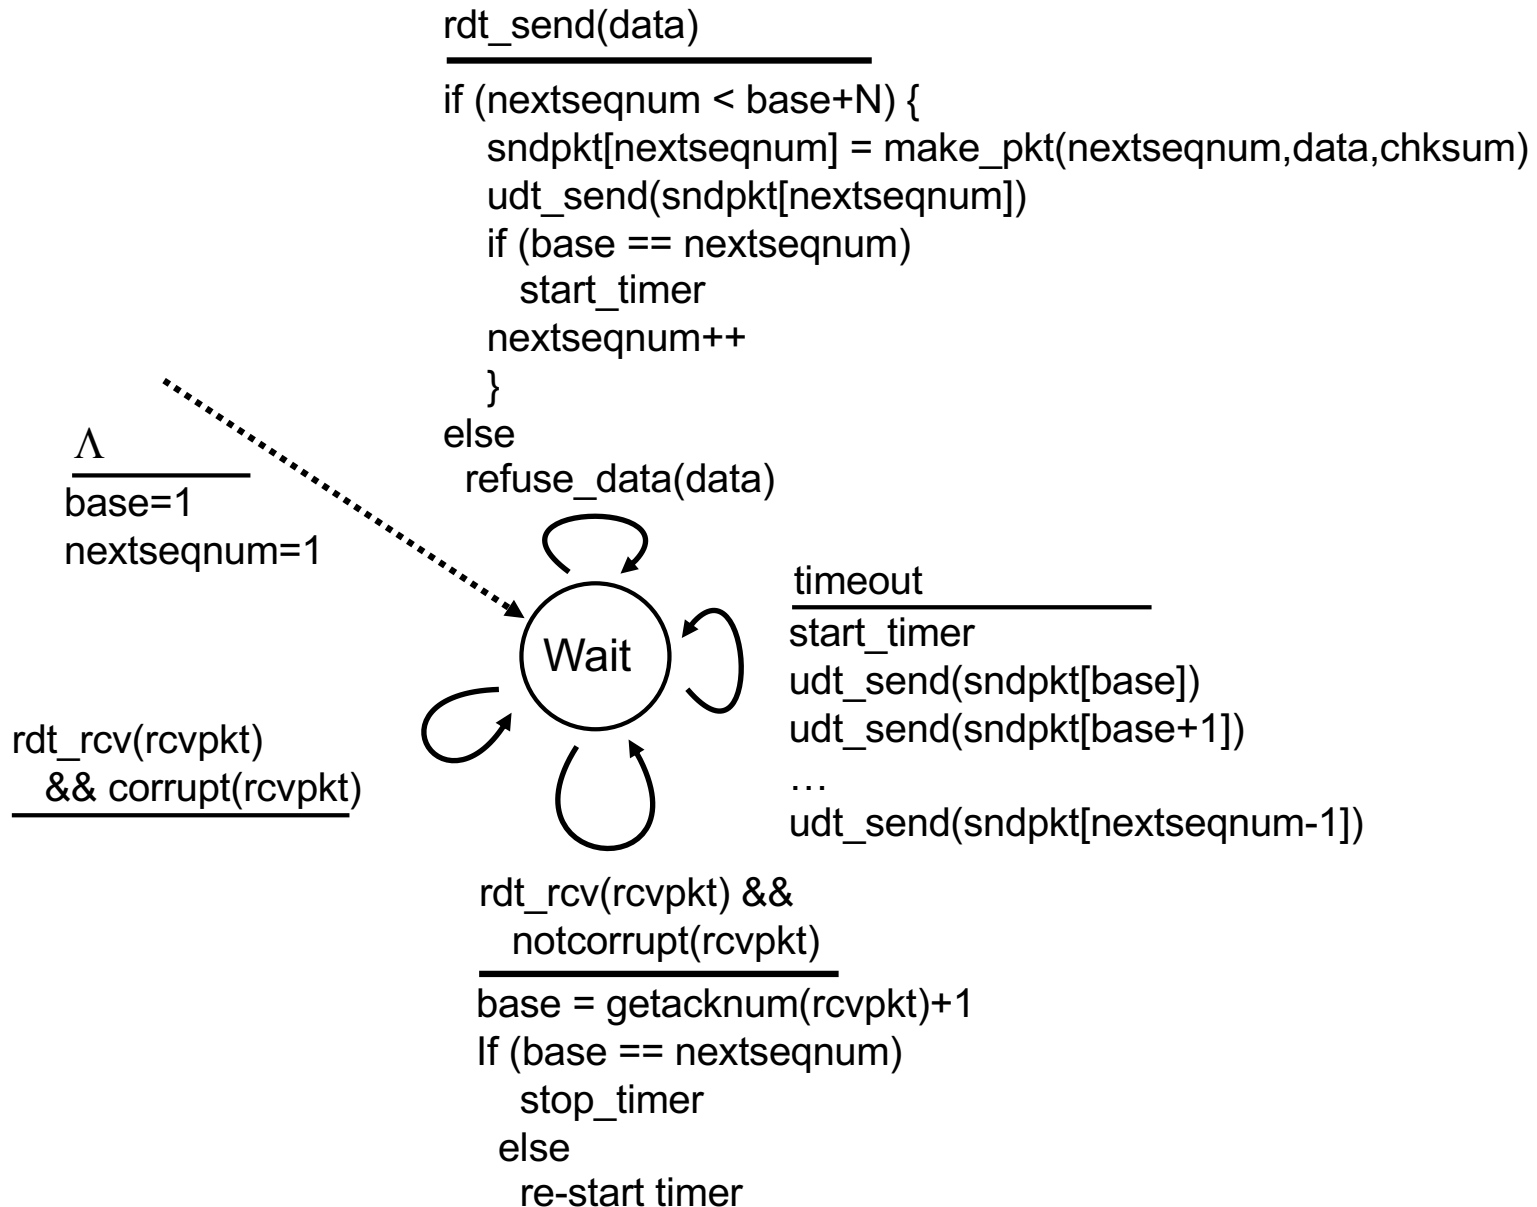 rdt_send(data)
if (nextseqnum < base+N) {
sndpkt[nextseqnum] = make_pkt(nextseqnum,data,chksum)
udt_send(sndpkt[nextseqnum])
if (base == nextseqnum)
start_timer
nextseqnum++
}
else
refuse_data(data)
Λ
base=1
nextseqnum=1
Wait
timeout
start_timer
udt_send(sndpkt[base])
udt_send(sndpkt[base+1])
…
udt_send(sndpkt[nextseqnum-1])
rdt_rcv(rcvpkt)
&& corrupt(rcvpkt)
rdt_rcv(rcvpkt) &&
notcorrupt(rcvpkt)
base = getacknum(rcvpkt)+1
If (base == nextseqnum)
stop_timer
else
re-start timer